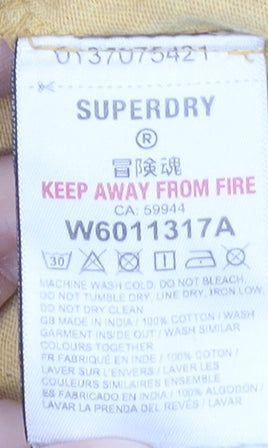 0137075421
SUPERDRY
®
冒険魂
KEEP AWAY FROM FIRE
CA: 59944
W6011317A
30
MACHINE WASH COLD, DO NOT BLEACH,
DO NOT TUMBLE DRY, LINE DRY, IRON LOW,
DO NOT DRY CLEAN
GB MADE IN INDIA / 100% COTTON / WASH
GARMENT INSIDE OUT / WASH SIMILAR
COLOURS TOGETHER
FR FABRIQUÉ EN INDE / 100% COTON /
LAVER SUR L'ENVERS / LAVER LES
COULEURS SIMILAIRES ENSEMBLE
ES FABRICADO EN INDIA / 100% ALGODÓN /
LAVAR LA PRENDA DEL REVÉS / LAVAR